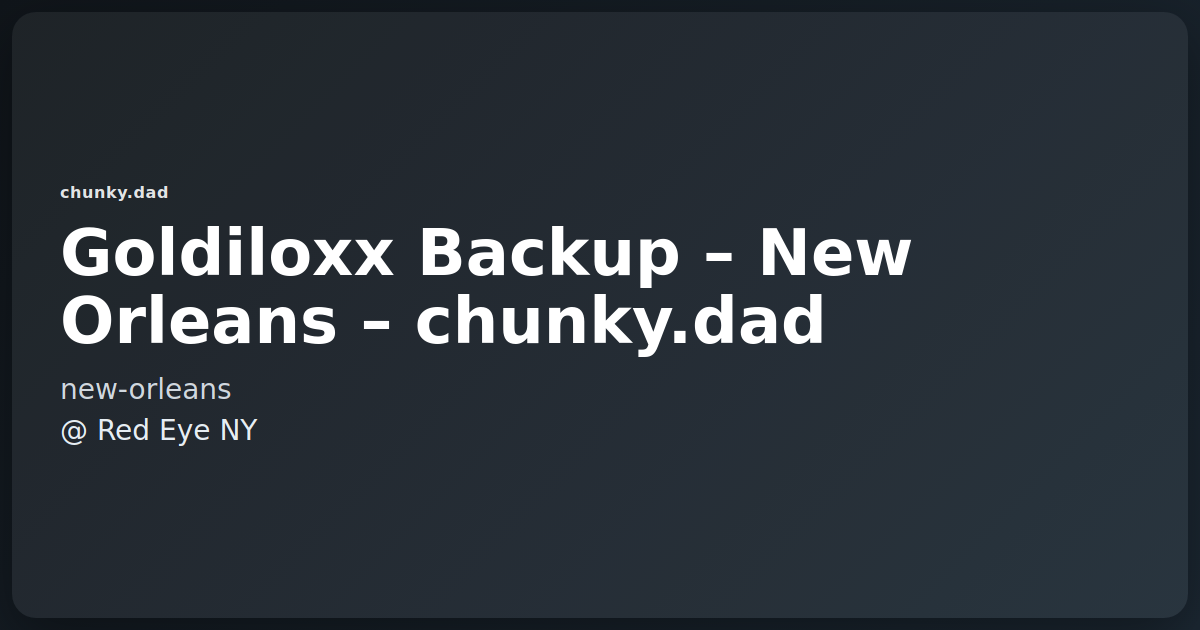 chunky.dad
Goldiloxx Backup – New
Orleans – chunky.dad
new-orleans
@ Red Eye NY